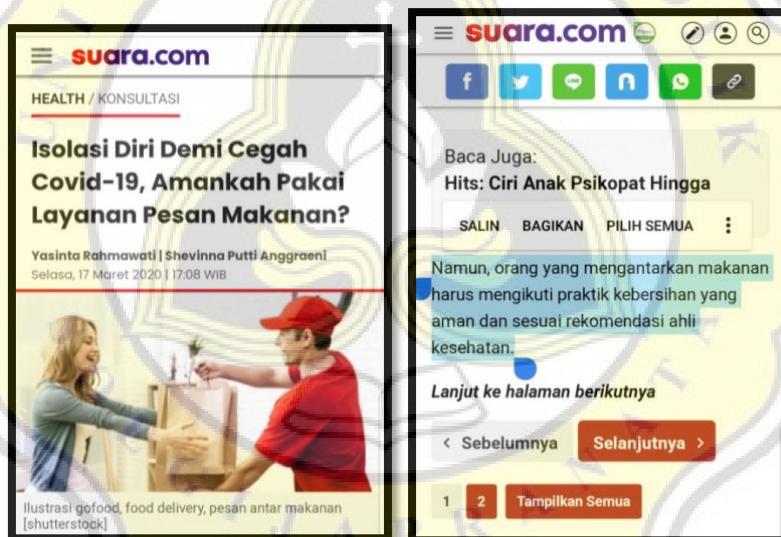 suara.com
HEALTH / KONSULTASI
Isolasi Diri Demi Cegah
Covid-19, Amankah Pakai
Layanan Pesan Makanan?
Yasinta Rahmawati | Shevinna Putti Anggraeni
Selasa, 17 Maret 2020 | 17:08 WIB
Ilustrasi gofood, food delivery, pesan antar makanan
[shutterstock]
suara.com
Baca Juga:
Hits: Ciri Anak Psikopat Hingga
SALIN BAGIKAN PILIH SEMUA
Namun, orang yang mengantarkan makanan
harus mengikuti praktik kebersihan yang
aman dan sesuai rekomendasi ahli
kesehatan.
Lanjut ke halaman berikutnya
< Sebelumnya Selanjutnya >
1 2 Tampilkan Semua